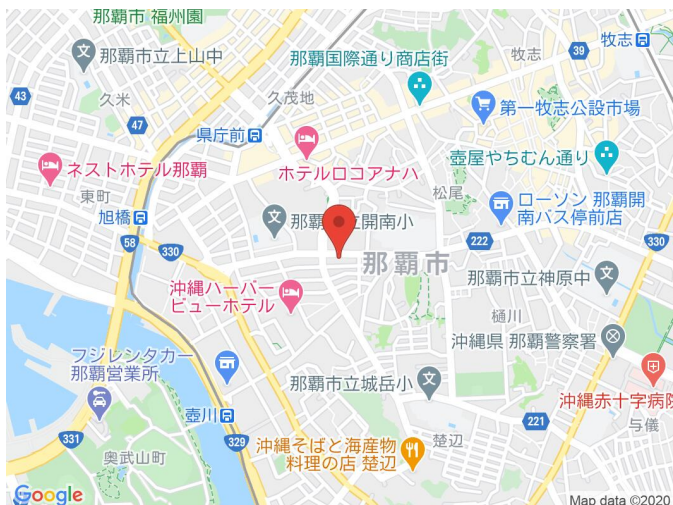 那覇市 福州園
那覇市立上山中
牧志
牧志
39
那覇国際通り商店街
43
久米
久茂地
47
第一牧志公設市場
県庁前
ネストホテル那覇
ホテルロコアナハ
壺屋やちむん通り
東町
松尾
ローソン 那覇開
南バス停前店
旭橋
那覇
立開南小
58
330
222
330
那覇市
沖縄ハーバー
ビューホテル
那覇市立神原中
樋川
沖縄県 那覇警察署
フジレンタカー
那覇営業所
那覇市立城岳小
沖縄赤十字病院
壺川
221
与儀
331
329
奥武山町
沖縄そばと海産物
料理の店 楚辺
楚辺
Google
Map data ©2020